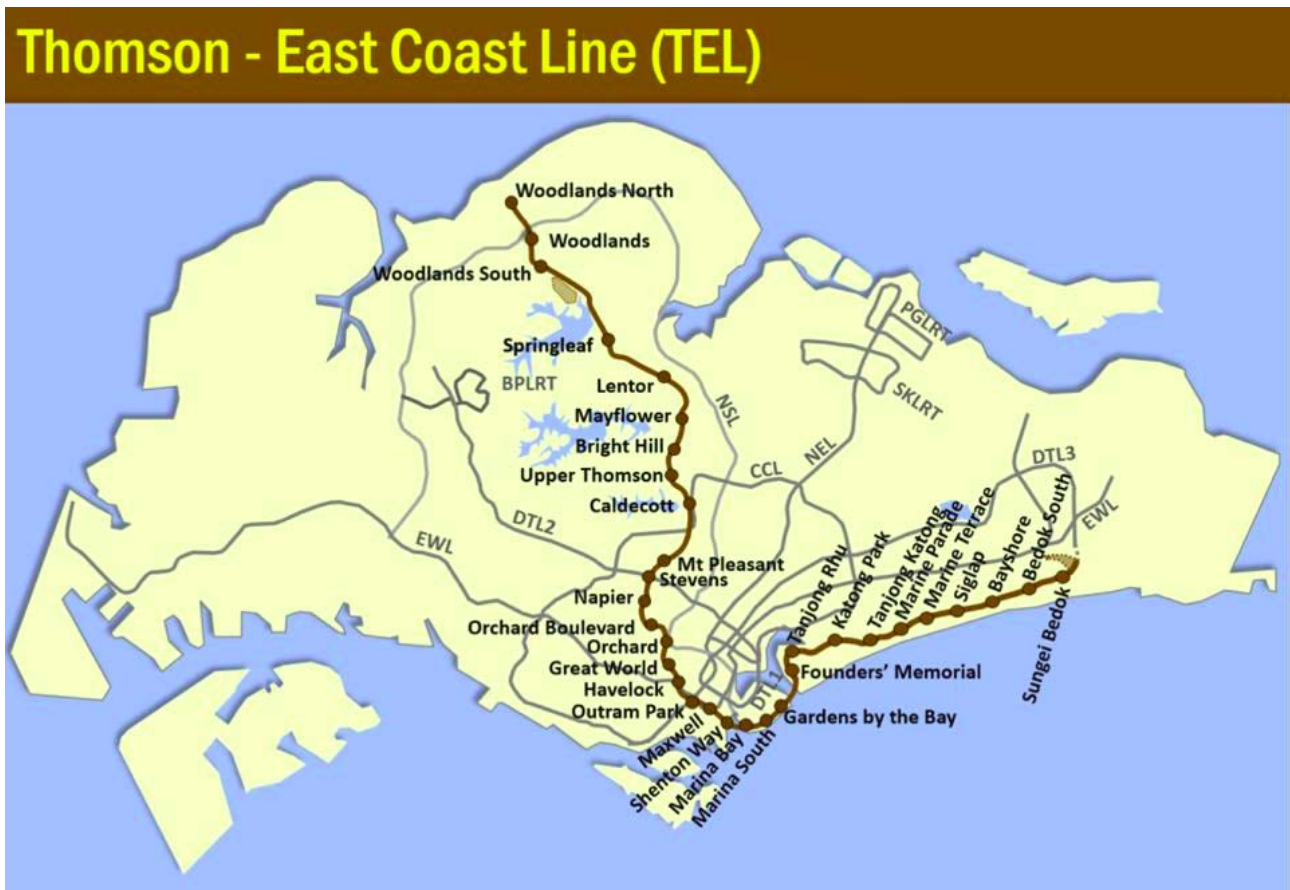 Thomson - East Coast Line (TEL)
Woodlands North
Woodlands
Woodlands South
Springleaf
BPLRT
Lentor
Mayflower
Bright Hill
Upper Thomson
Caldecott
NSL
PGLRT
SKLRT
NEL
CCL
DTL3
EWL
DTL2
EWL
Mt Pleasant
Stevens
Napier
Orchard Boulevard
Orchard
Great World
Havelock
Outram Park
Maxwell
Shenton Way
Marina Bay
Marina South
DTL1
Gardens by the Bay
Founders' Memorial
Tanjong Rhu
Katong Park
Tanjong Katong
Marine Parade
Marine Terrace
Siglap
Bayshore
Bedok South
Sungei Bedok